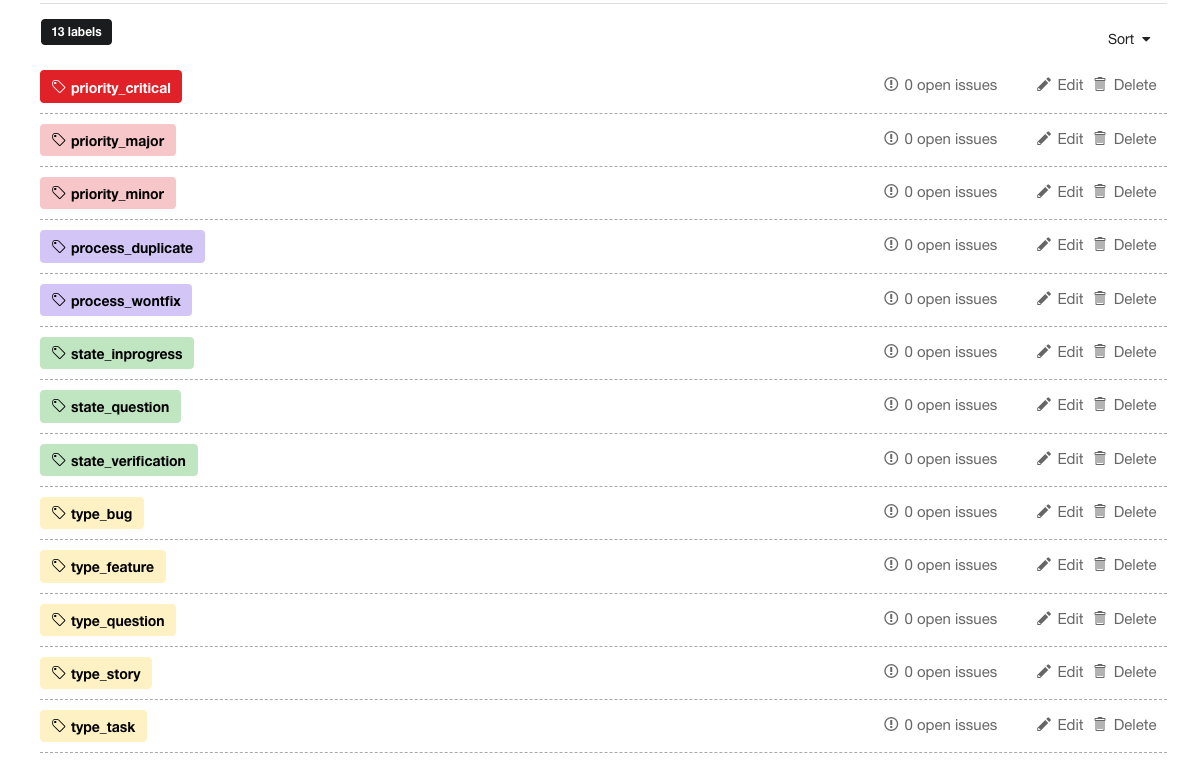 13 labels
Sort
priority_critical 0 open issues Edit Delete
priority_major 0 open issues Edit Delete
priority_minor 0 open issues Edit Delete
process_duplicate 0 open issues Edit Delete
process_wontfix 0 open issues Edit Delete
state_inprogress 0 open issues Edit Delete
state_question 0 open issues Edit Delete
state_verification 0 open issues Edit Delete
type_bug 0 open issues Edit Delete
type_feature 0 open issues Edit Delete
type_question 0 open issues Edit Delete
type_story 0 open issues Edit Delete
type_task 0 open issues Edit Delete